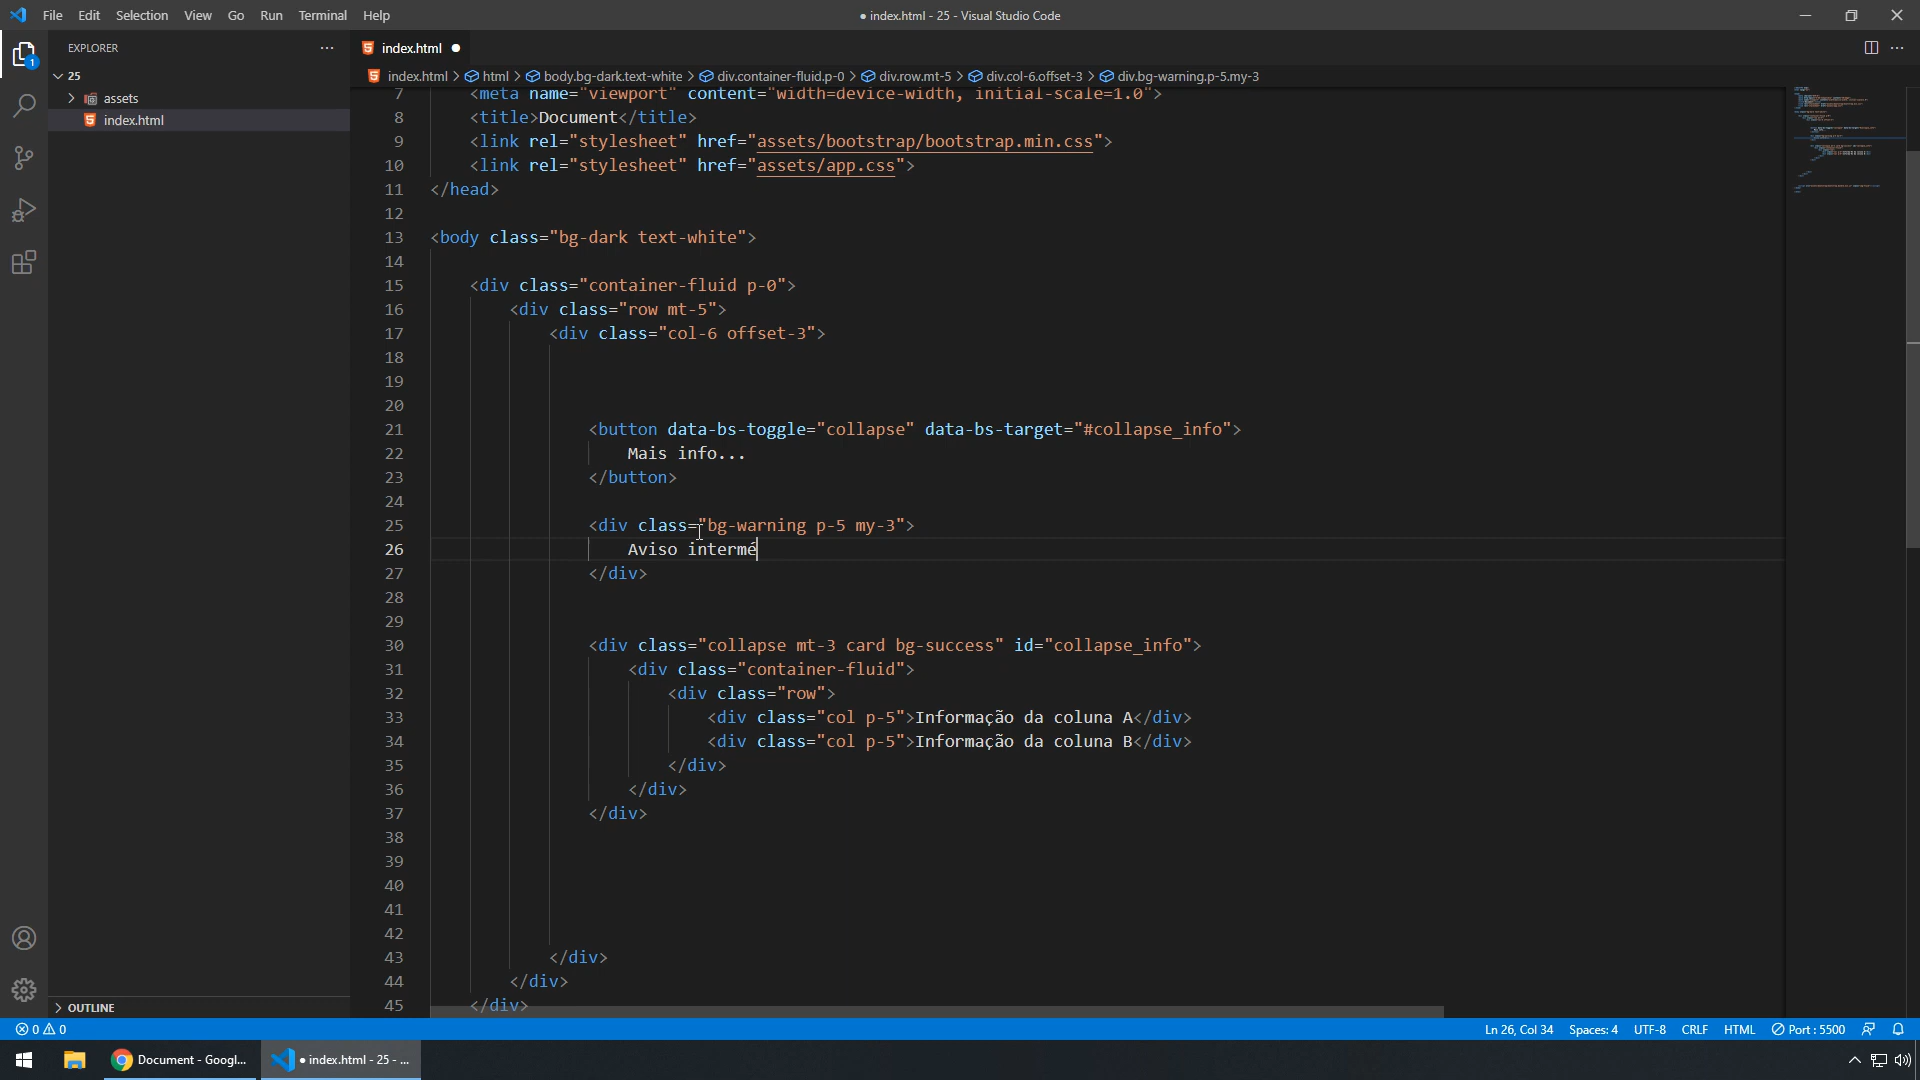 File Edit Selection View Go Run Terminal Help
● index.html - 25 - Visual Studio Code
EXPLORER
index.html
1
25
index.html > html > body.bg-dark.text-white > div.container-fluid.p-0 > div.row.mt-5 > div.col-6.offset-3 > div.bg-warning.p-5.my-3
assets
index.html
7 <meta name="viewport" content="width=device-width, initial-scale=1.0">
8 <title>Document</title>
9 <link rel="stylesheet" href="assets/bootstrap/bootstrap.min.css">
10 <link rel="stylesheet" href="assets/app.css">
11 </head>
12
13 <body class="bg-dark text-white">
14
15 <div class="container-fluid p-0">
16 <div class="row mt-5">
17 <div class="col-6 offset-3">
18
19
20
21 <button data-bs-toggle="collapse" data-bs-target="#collapse_info">
22 Mais info...
23 </button>
24
25 <div class="bg-warning p-5 my-3">
26 Aviso intermé
27 </div>
28
29
30 <div class="collapse mt-3 card bg-success" id="collapse_info">
31 <div class="container-fluid">
32 <div class="row">
33 <div class="col p-5">Informação da coluna A</div>
34 <div class="col p-5">Informação da coluna B</div>
35 </div>
36 </div>
37 </div>
38
39
40
41
42
43 </div>
44 </div>
45 </div>
OUTLINE
0 0
Ln 26, Col 34 Spaces: 4 UTF-8 CRLF HTML Port : 5500
Document - Googl...
● index.html - 25 - ...